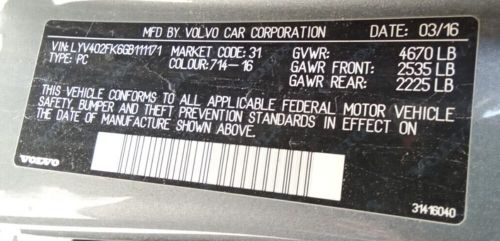 MFD BY VOLVO CAR CORPORATION DATE: 03/16
VIN: LYV402FK6GB111171 MARKET CODE: 31 GVWR: 4670 LB
TYPE: PC COLOUR: 714-16 GAWR FRONT: 2535 LB
GAWR REAR: 2225 LB
THIS VEHICLE CONFORMS TO ALL APPLICABLE FEDERAL MOTOR VEHICLE
SAFETY, BUMPER AND THEFT PREVENTION STANDARDS IN EFFECT ON THE
DATE OF MANUFACTURE SHOWN ABOVE.
VOLVO
31416040